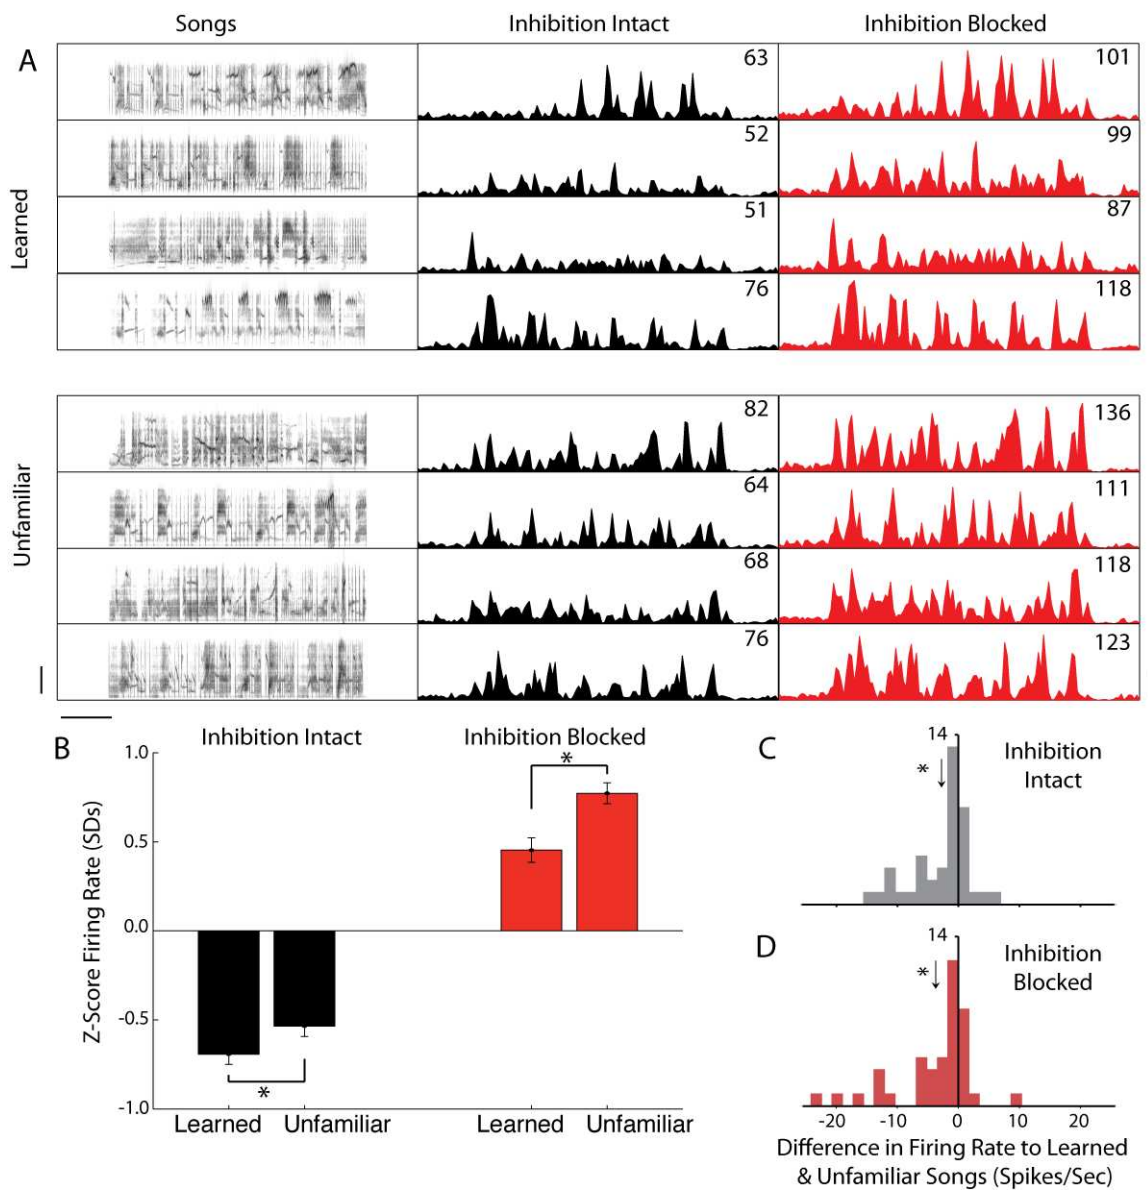 Songs Inhibition Intact Inhibition Blocked
A
Learned
63 101
52 99
51 87
76 118
Unfamiliar
82 136
64 111
68 118
76 123
B
Inhibition Intact Inhibition Blocked
Z-Score Firing Rate (SDs)
1.0
0.5
0.0
-0.5
-1.0
*
*
Learned Unfamiliar Learned Unfamiliar
C
14
Inhibition
Intact
*
D
14
Inhibition
Blocked
*
-20 -10 0 10 20
Difference in Firing Rate to Learned
& Unfamiliar Songs (Spikes/Sec)